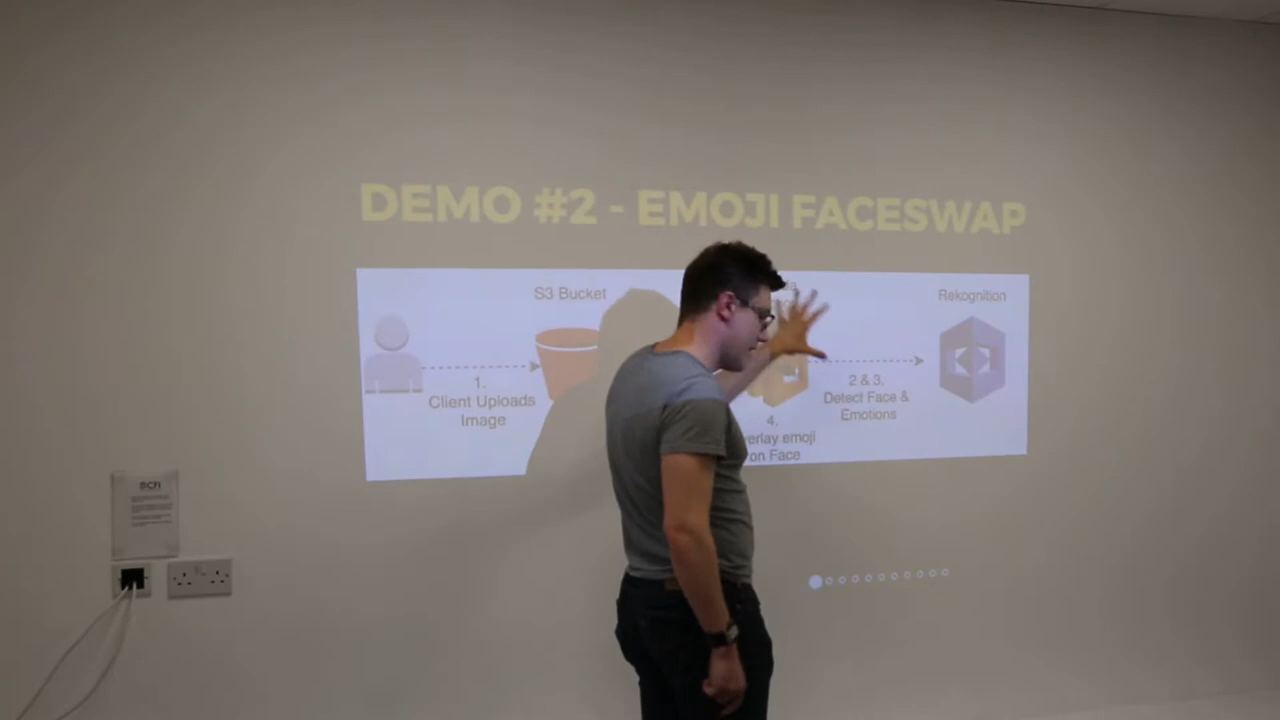 DEMO #2 - EMOJI FACESWAP
S3 Bucket
Rekognition
1.
Client Uploads
Image
2 & 3.
Detect Face &
Emotions
4.
emoji
on Face
CFI